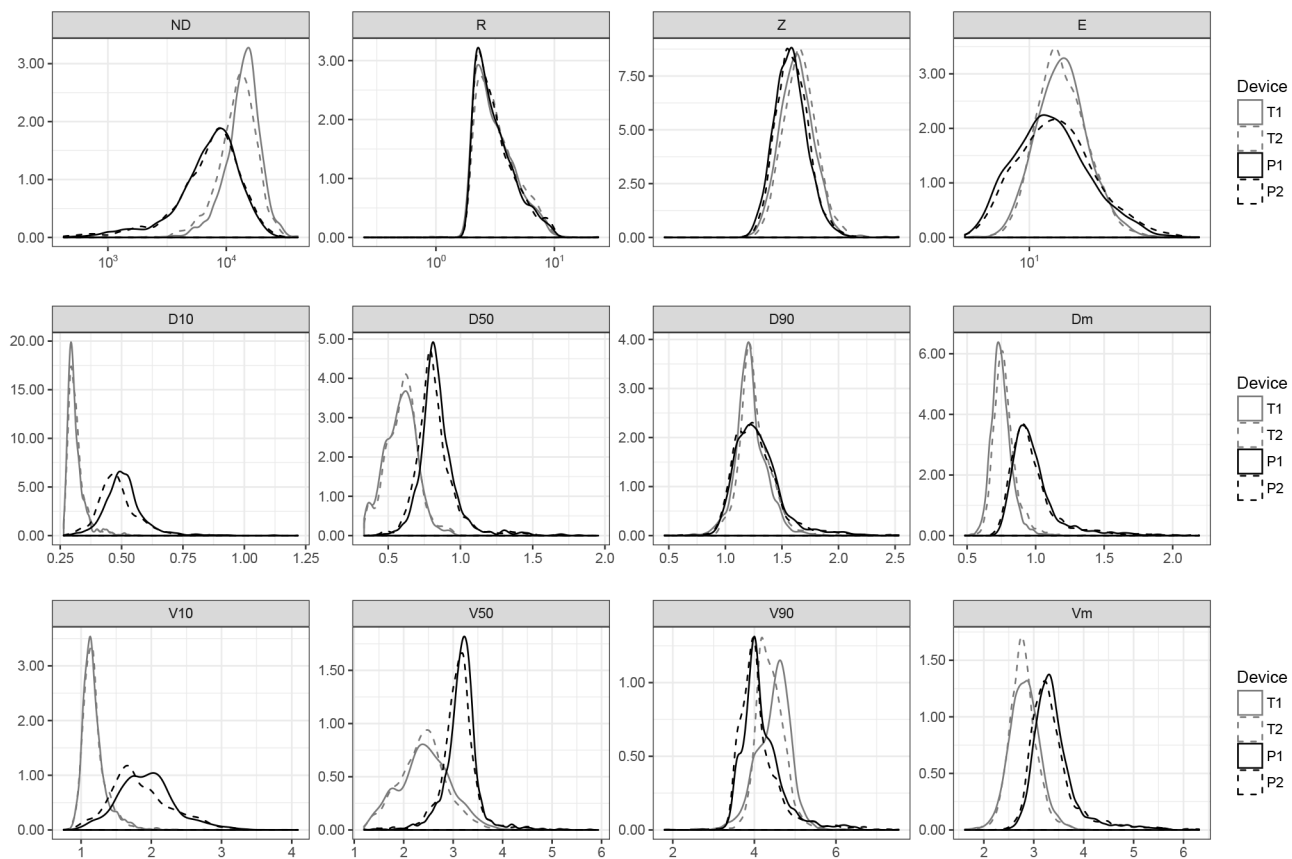 ND R Z E
3.00 3.00 7.50 3.00
2.00 2.00 5.00 2.00
1.00 1.00 2.50 1.00
0.00 0.00 0.00 0.00
10³ 10⁴ 10⁰ 10¹ 10¹
Device
T1
T2
P1
P2
D10 D50 D90 Dm
20.00 5.00 4.00 6.00
15.00 4.00 3.00 4.00
10.00 3.00 2.00 2.00
5.00 2.00 1.00 0.00
0.00 1.00 0.00
0.00
0.25 0.50 0.75 1.00 1.25 0.5 1.0 1.5 2.0 0.5 1.0 1.5 2.0 2.5 0.5 1.0 1.5 2.0
Device
T1
T2
P1
P2
V10 V50 V90 Vm
3.00 1.50 1.00 1.50
2.00 1.00 0.50 1.00
1.00 0.50 0.00 0.50
0.00 0.00 0.00
1 2 3 4 1 2 3 4 5 6 2 4 6 2 3 4 5 6
Device
T1
T2
P1
P2